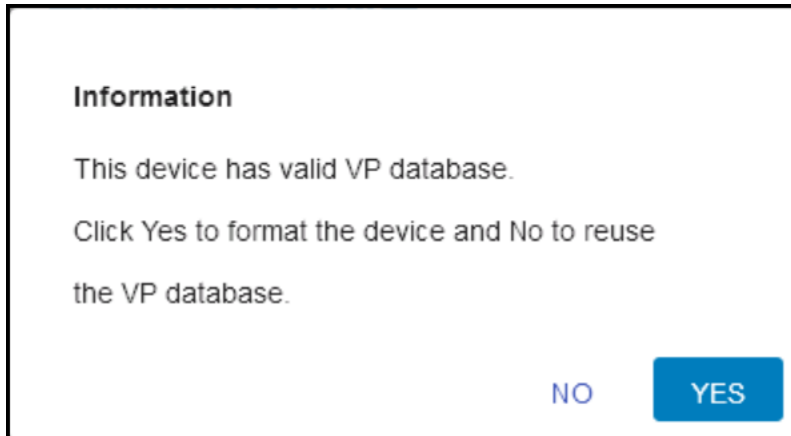 Information
This device has valid VP database.
Click Yes to format the device and No to reuse
the VP database.
NO YES